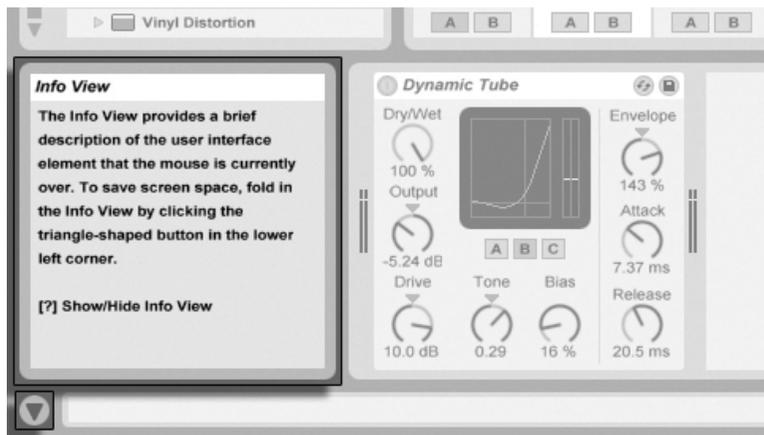 Vinyl Distortion
A B A B A B
Info View
The Info View provides a brief
description of the user interface
element that the mouse is currently
over. To save screen space, fold in
the Info View by clicking the
triangle-shaped button in the lower
left corner.
[?] Show/Hide Info View
Dynamic Tube
Dry/Wet
100 %
Output
-5.24 dB
Drive
10.0 dB
A B C
Tone
0.29
Bias
16 %
Envelope
143 %
Attack
7.37 ms
Release
20.5 ms